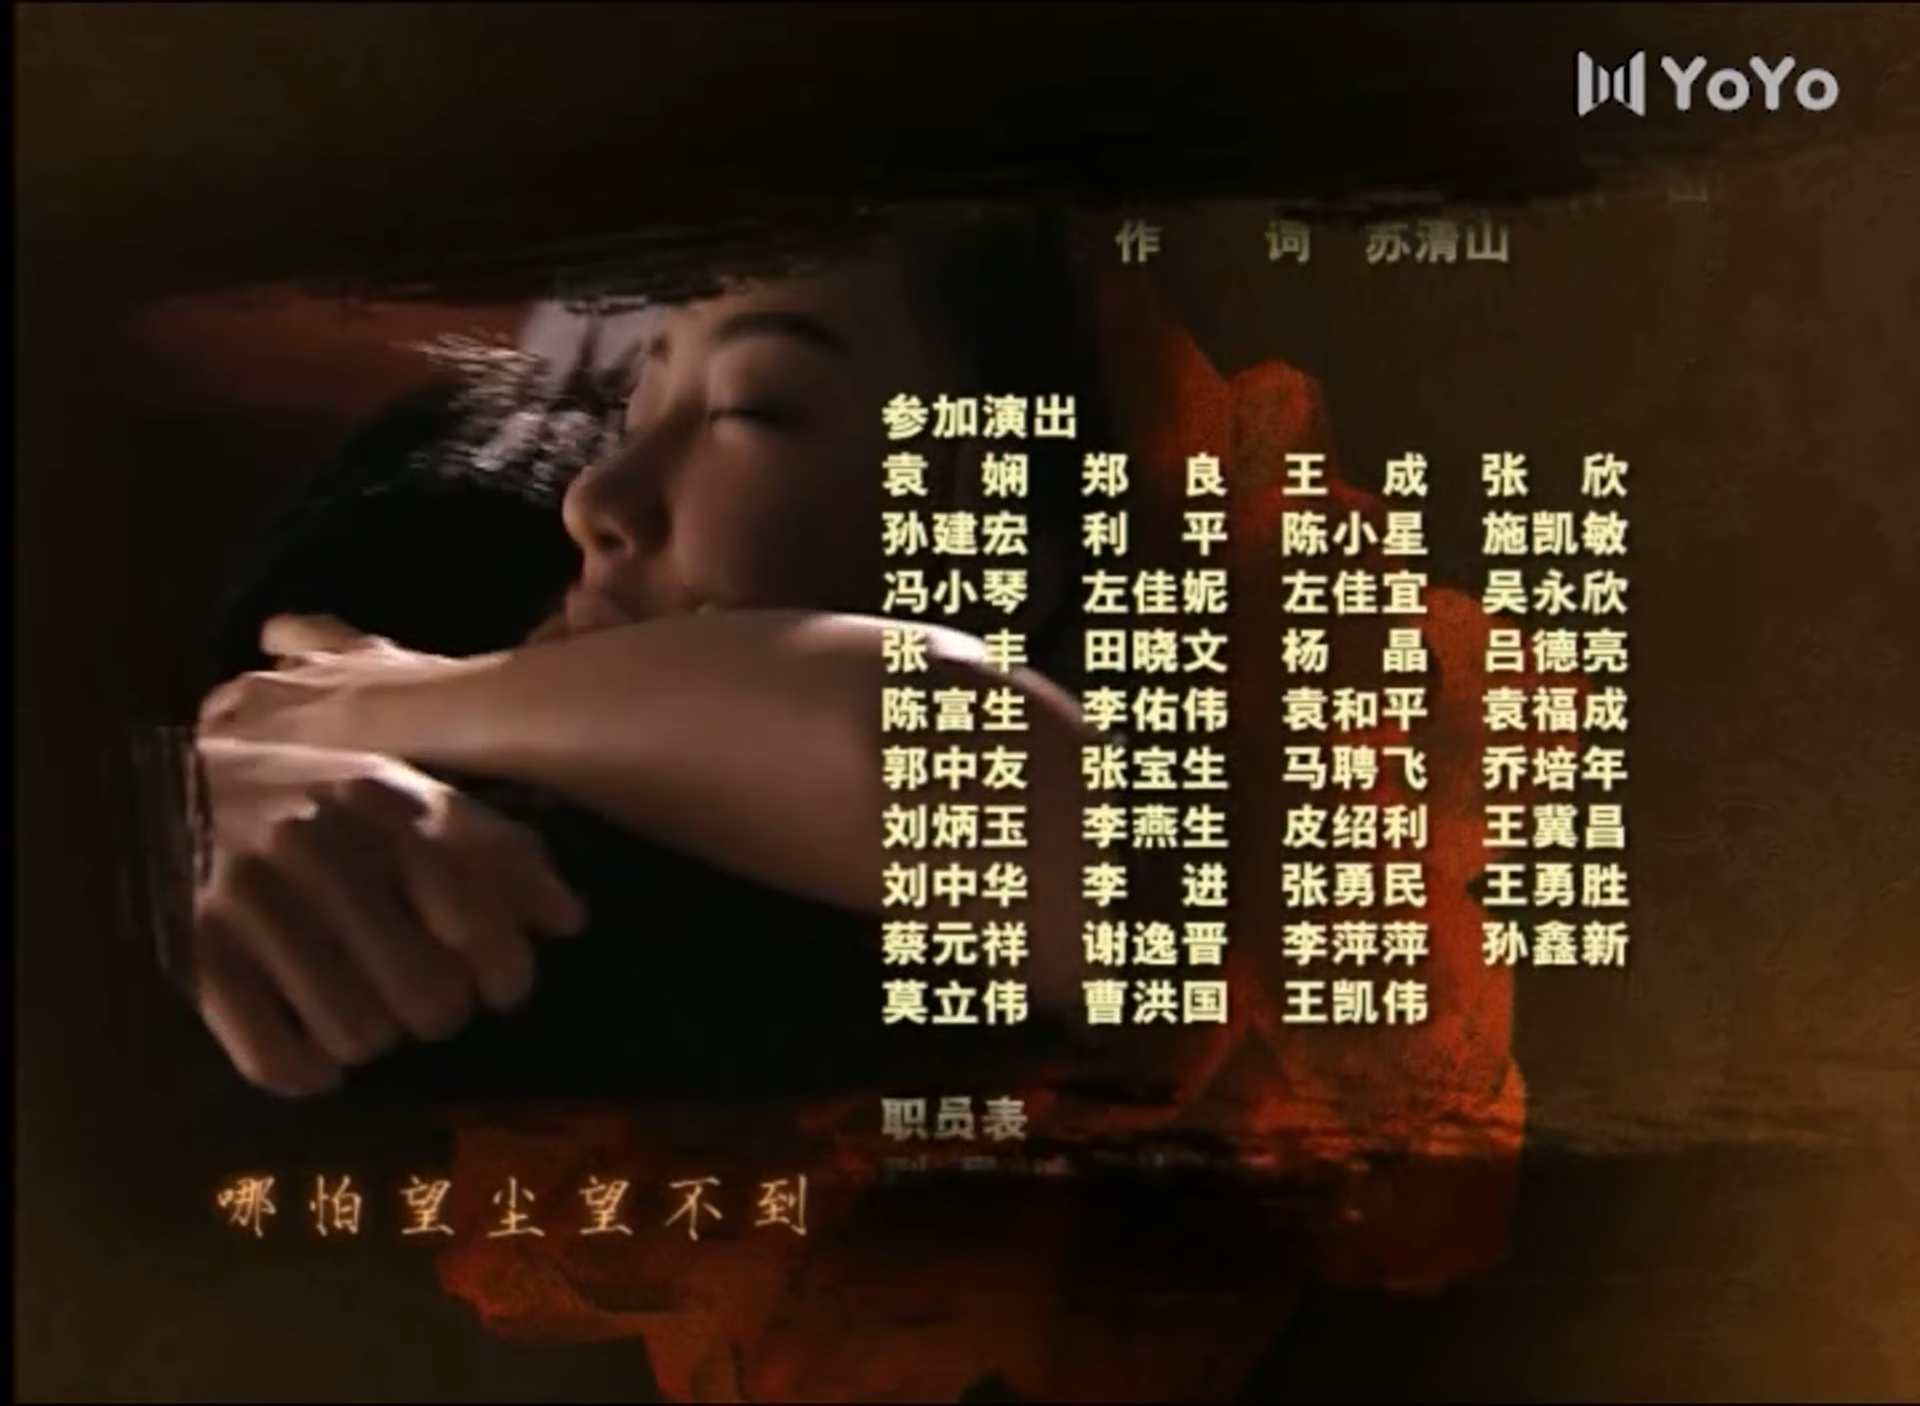 YoYo
作 词 苏清山
参加演出
袁 娴 郑 良 王 成 张 欣
孙建宏 利 平 陈小星 施凯敏
冯小琴 左佳妮 左佳宜 吴永欣
张 丰 田晓文 杨 晶 吕德亮
陈富生 李佑伟 袁和平 袁福成
郭中友 张宝生 马聘飞 乔培年
刘炳玉 李燕生 皮绍利 王冀昌
刘中华 李 进 张勇民 王勇胜
蔡元祥 谢逸晋 李萍萍 孙鑫新
莫立伟 曹洪国 王凯伟
职员表
哪怕望尘望不到